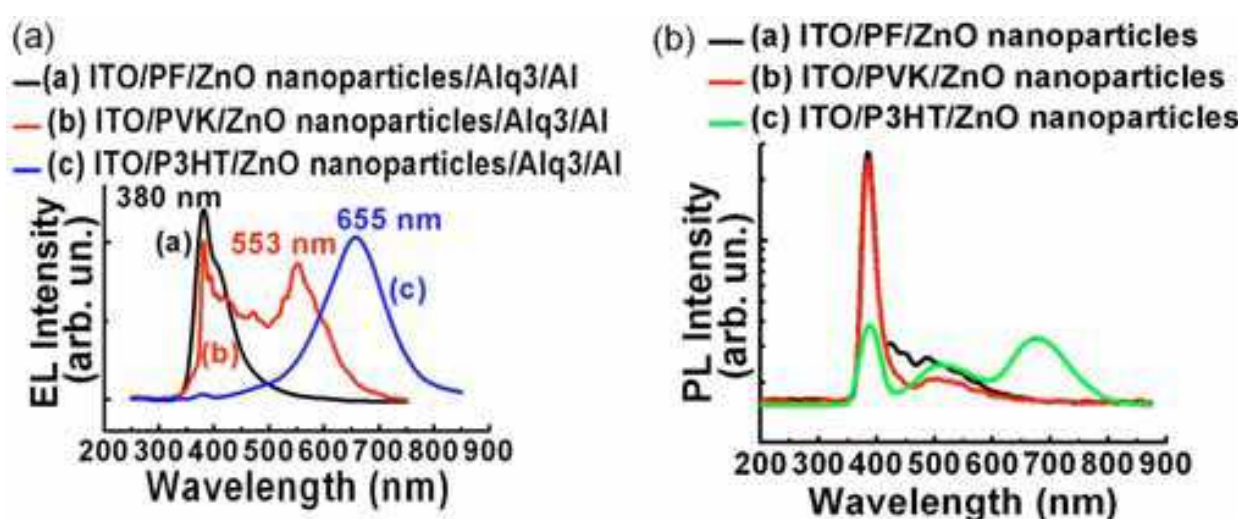 (a)
(a) ITO/PF/ZnO nanoparticles/Alq3/Al
(b) ITO/PVK/ZnO nanoparticles/Alq3/Al
(c) ITO/P3HT/ZnO nanoparticles/Alq3/Al
380 nm
655 nm
(a)
553 nm
(c)
(b)
EL Intensity
(arb. un.)
200 300 400 500 600 700 800 900
Wavelength (nm)
(b)
(a) ITO/PF/ZnO nanoparticles
(b) ITO/PVK/ZnO nanoparticles
(c) ITO/P3HT/ZnO nanoparticles
PL Intensity
(arb. un.)
200 300 400 500 600 700 800 900
Wavelength (nm)